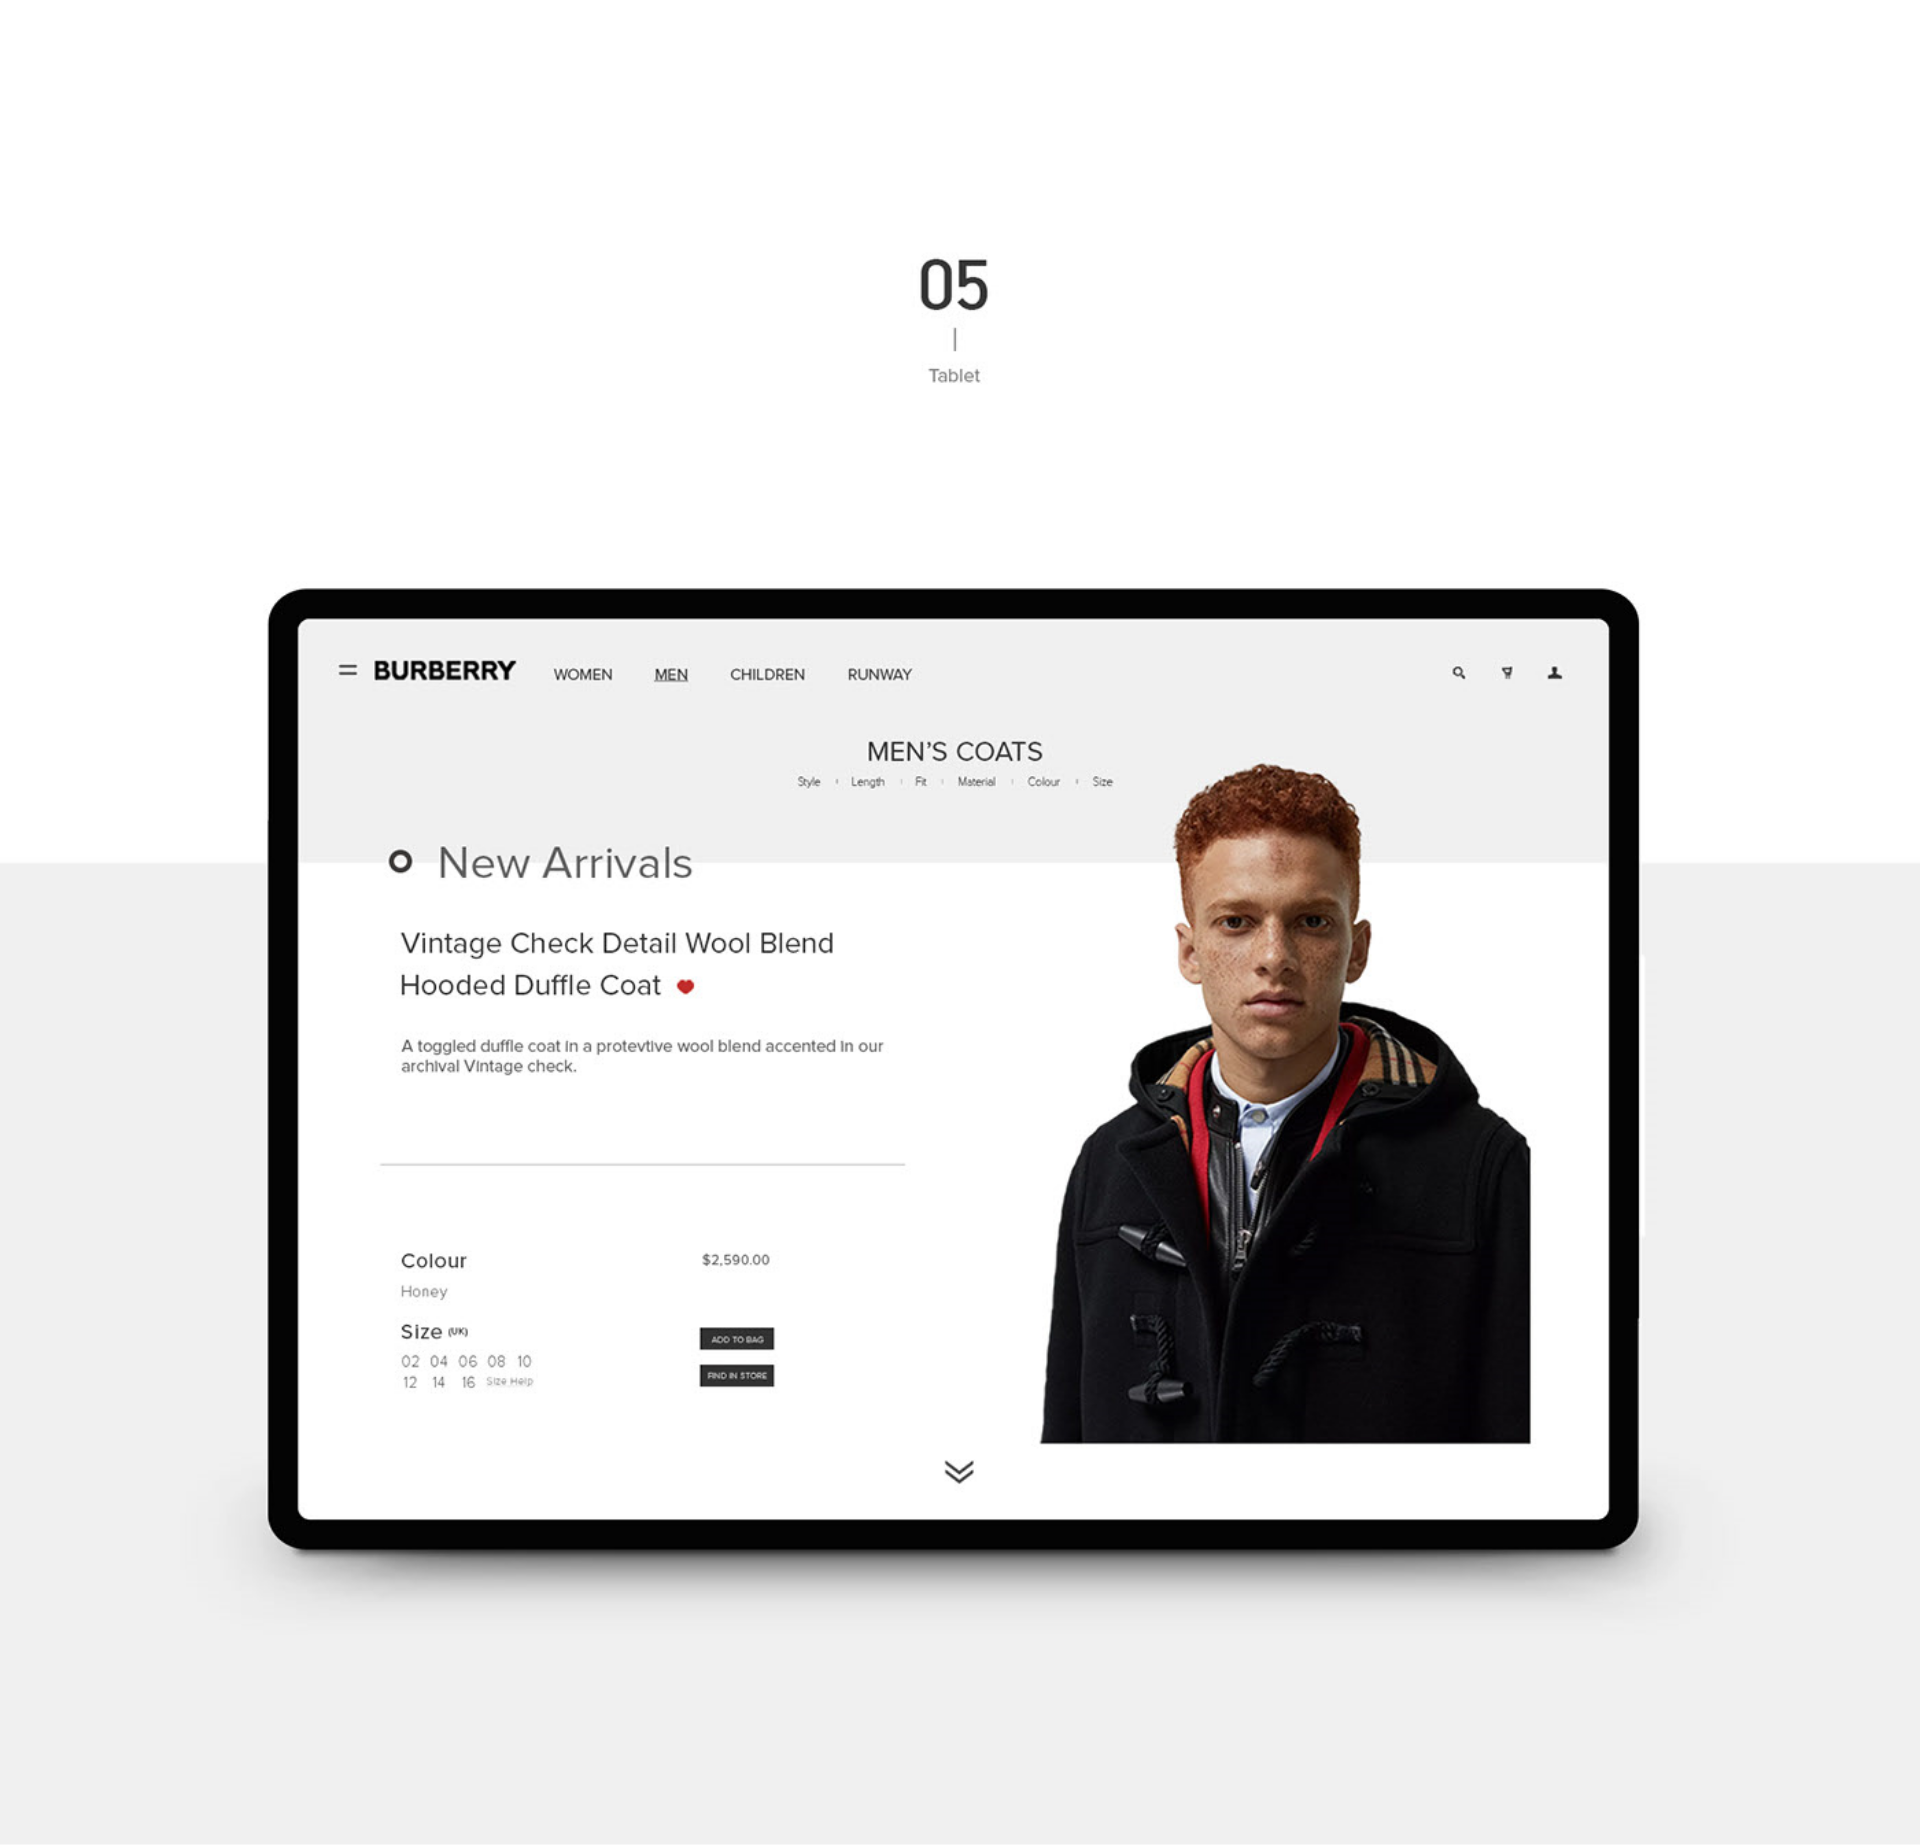 05
Tablet
BURBERRY WOMEN MEN CHILDREN RUNWAY
MEN'S COATS
Style Length Fit Material Colour Size
New Arrivals
Vintage Check Detail Wool Blend
Hooded Duffle Coat
A toggled duffle coat in a protevtive wool blend accented in our
archival Vintage check.
Colour
$2,590.00
Honey
Size (UK)
02 04 06 08 10
12 14 16 Size Help
ADD TO BAG
FIND IN STORE